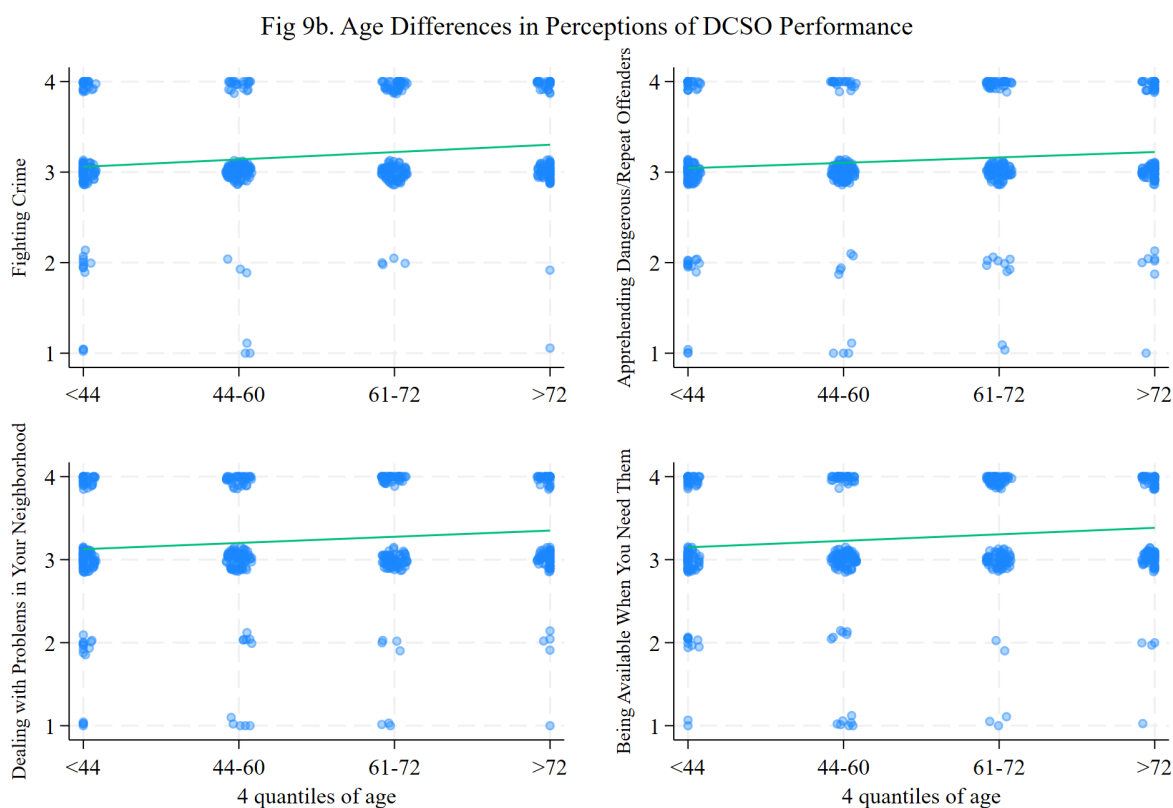 Fig 9b. Age Differences in Perceptions of DCSO Performance
Fighting Crime
4
3
2
1
<44 44-60 61-72 >72
Apprehending Dangerous/Repeat Offenders
4
3
2
1
<44 44-60 61-72 >72
Dealing with Problems in Your Neighborhood
4
3
2
1
<44 44-60 61-72 >72
4 quantiles of age
Being Available When You Need Them
4
3
2
1
<44 44-60 61-72 >72
4 quantiles of age